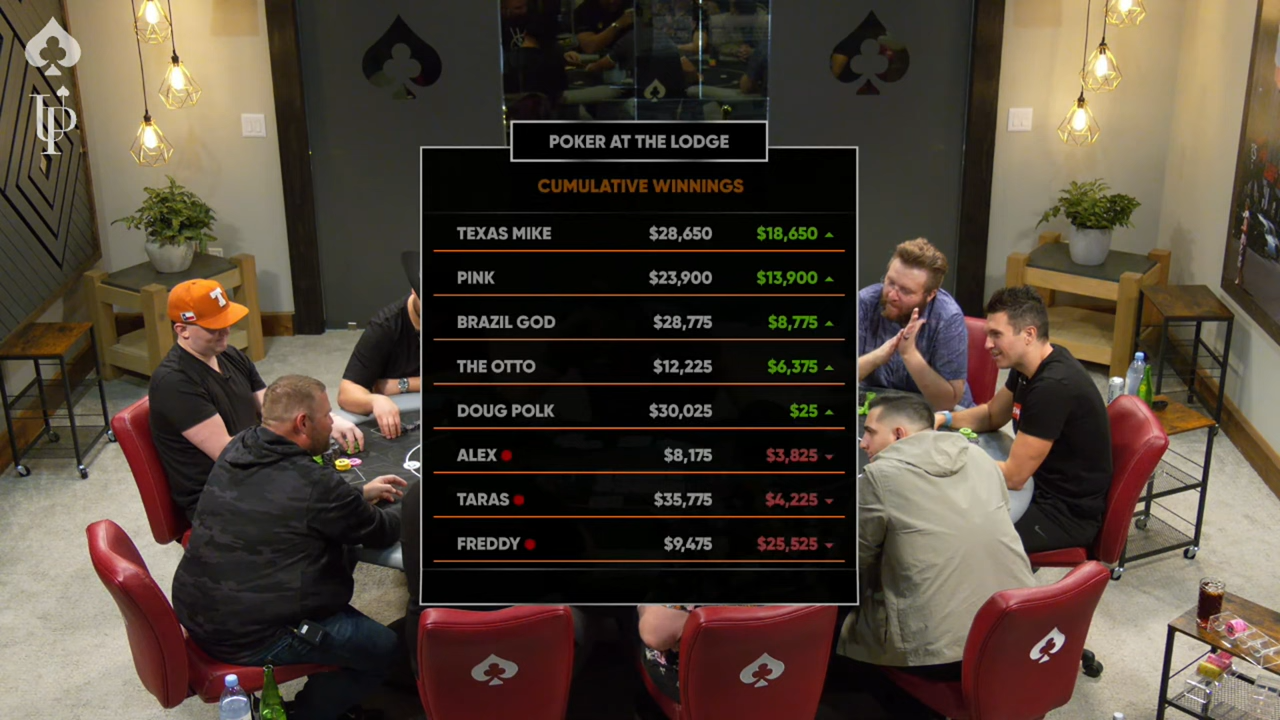 UP
POKER AT THE LODGE
CUMULATIVE WINNINGS
TEXAS MIKE $28,650 $18,650
PINK $23,900 $13,900
BRAZIL GOD $28,775 $8,775
THE OTTO $12,225 $6,375
DOUG POLK $30,025 $25
ALEX $8,175 $3,825
TARAS $35,775 $4,225
FREDDY $9,475 $25,525
T